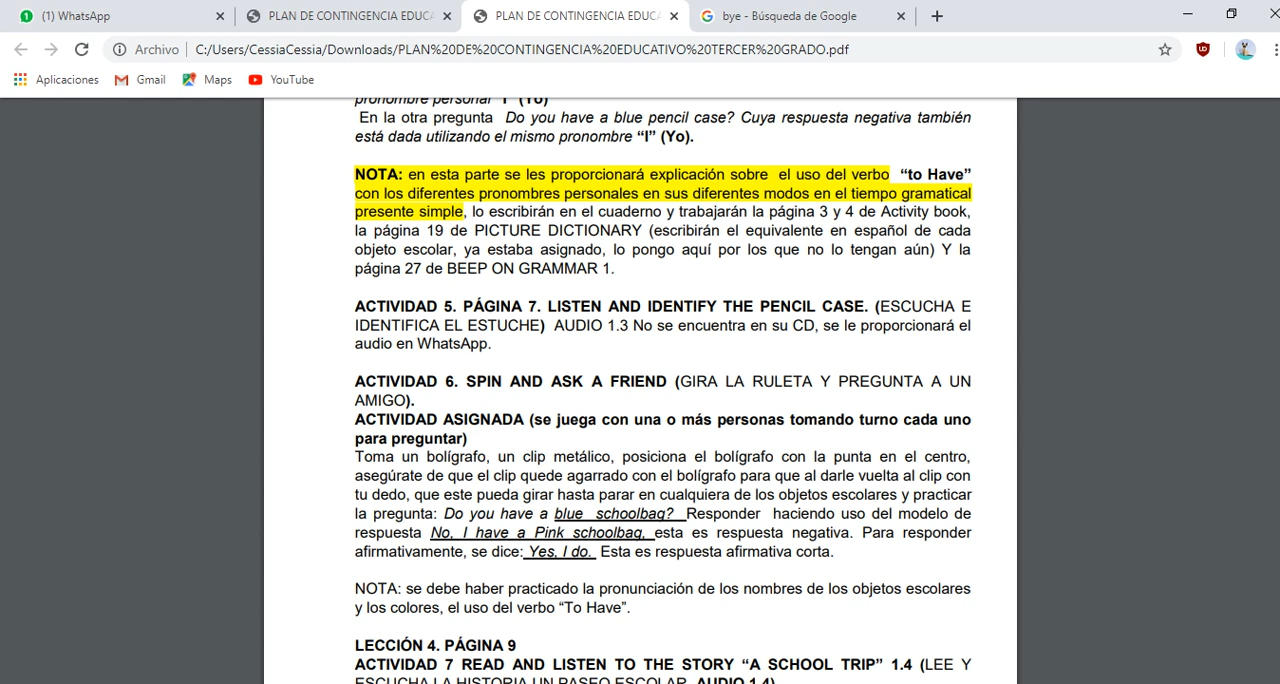 (1) WhatsApp
PLAN DE CONTINGENCIA EDUCA
PLAN DE CONTINGENCIA EDUCA
bye - Búsqueda de Google
Archivo
C:/Users/CessiaCessia/Downloads/PLAN%20DE%20CONTINGENCIA%20EDUCATIVO%20TERCER%20GRADO.pdf
Aplicaciones
Gmail
Maps
YouTube
pronombre personal "I" (Yo)
En la otra pregunta Do you have a blue pencil case? Cuya respuesta negativa también
está dada utilizando el mismo pronombre "I" (Yo).
NOTA: en esta parte se les proporcionará explicación sobre el uso del verbo "to Have"
con los diferentes pronombres personales en sus diferentes modos en el tiempo gramatical
presente simple, lo escribirán en el cuaderno y trabajarán la página 3 y 4 de Activity book,
la página 19 de PICTURE DICTIONARY (escribirán el equivalente en español de cada
objeto escolar, ya estaba asignado, lo pongo aquí por los que no lo tengan aún) Y la
página 27 de BEEP ON GRAMMAR 1.
ACTIVIDAD 5. PÁGINA 7. LISTEN AND IDENTIFY THE PENCIL CASE. (ESCUCHA E
IDENTIFICA EL ESTUCHE) AUDIO 1.3 No se encuentra en su CD, se le proporcionará el
audio en WhatsApp.
ACTIVIDAD 6. SPIN AND ASK A FRIEND (GIRA LA RULETA Y PREGUNTA A UN
AMIGO).
ACTIVIDAD ASIGNADA (se juega con una o más personas tomando turno cada uno
para preguntar)
Toma un bolígrafo, un clip metálico, posiciona el bolígrafo con la punta en el centro,
asegúrate de que el clip quede agarrado con el bolígrafo para que al darle vuelta al clip con
tu dedo, que este pueda girar hasta parar en cualquiera de los objetos escolares y practicar
la pregunta: Do you have a blue schoolbag? Responder haciendo uso del modelo de
respuesta No, I have a Pink schoolbag, esta es respuesta negativa. Para responder
afirmativamente, se dice: Yes, I do. Esta es respuesta afirmativa corta.
NOTA: se debe haber practicado la pronunciación de los nombres de los objetos escolares
y los colores, el uso del verbo "To Have".
LECCIÓN 4. PÁGINA 9
ACTIVIDAD 7 READ AND LISTEN TO THE STORY "A SCHOOL TRIP" 1.4 (LEE Y
ESCUCHA LA HISTORIA UN PASEO ESCOLAR. AUDIO 1.4)